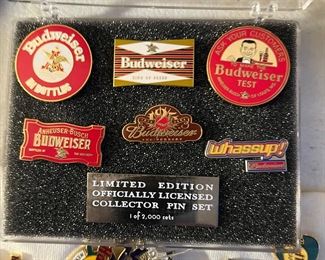 Budweiser
IN BOTTLES
Budweiser
KING OF BEERS
ASK YOUR CUSTOMERS
Budweiser
TEST
ANHEUSER-BUSCH
BUDWEISER
Budweiser
whassup!
LIMITED EDITION
OFFICIALLY LICENSED
COLLECTOR PIN SET
1 of 2,000 sets